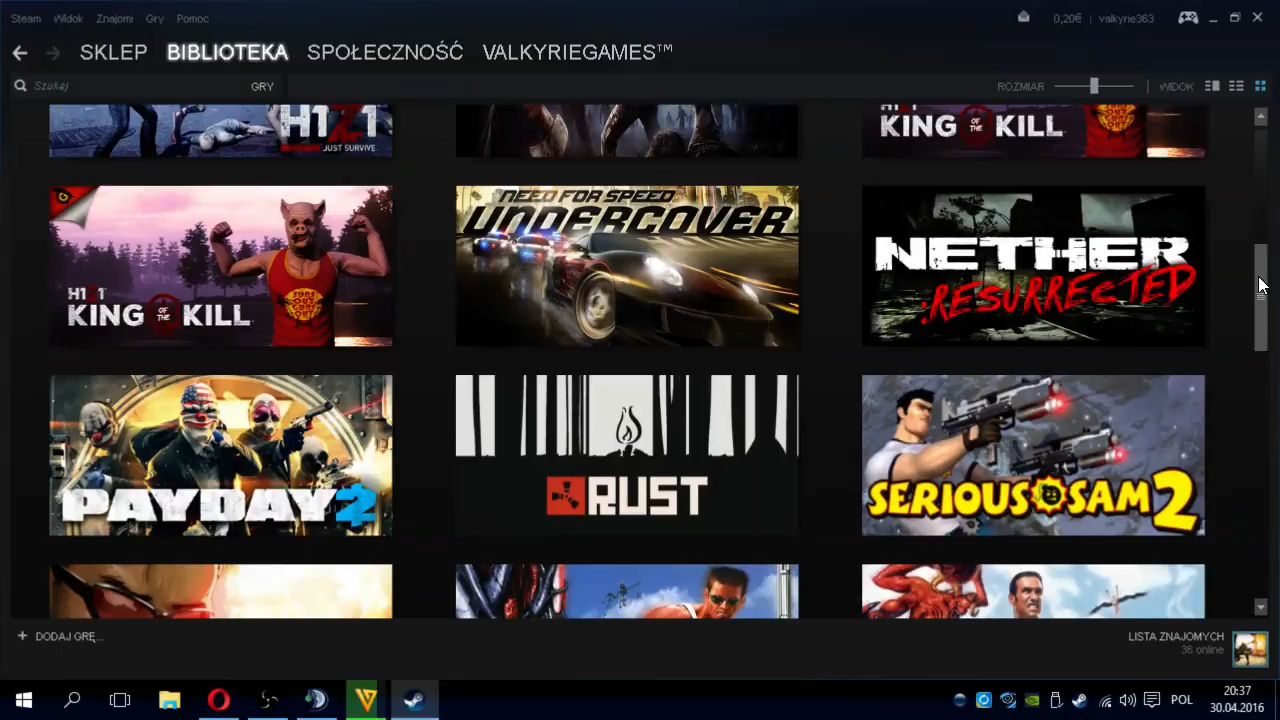 Steam Widok Znajomi Gry Pomoc 0,20€ valkyrie363
SKLEP BIBLIOTEKA SPOŁECZNOŚĆ VALKYRIEGAMES™
Szukaj GRY ROZMIAR WIDOK
H1Z1
JUST SURVIVE
KING OF THE KILL
H1Z1
KING OF THE KILL
NEED FOR SPEED
UNDERCOVER
NETHER
:RESURRECTED
PAYDAY 2
RUST
SERIOUS SAM 2
+ DODAJ GRĘ...
LISTA ZNAJOMYCH
36 online
POL
20:37
30.04.2016